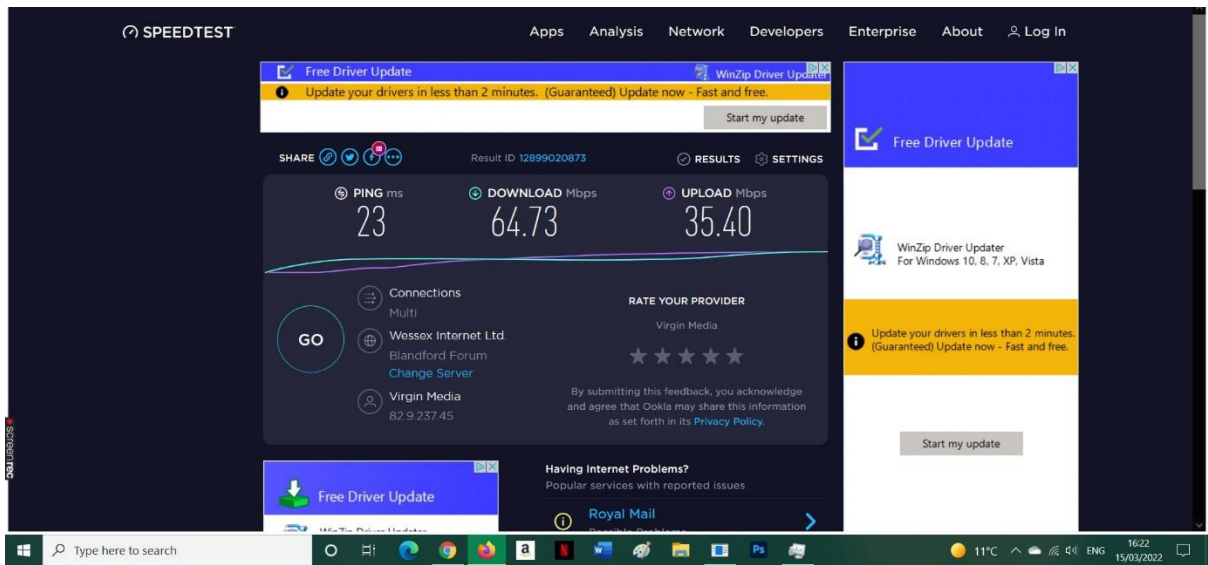 SPEEDTEST
Apps Analysis Network Developers Enterprise About Log In
Free Driver Update
WinZip Driver Updater
Update your drivers in less than 2 minutes. (Guaranteed) Update now - Fast and free.
Start my update
SHARE
Result ID 12899020873
RESULTS SETTINGS
PING ms
23
DOWNLOAD Mbps
64.73
UPLOAD Mbps
35.40
GO
Connections
Multi
Wessex Internet Ltd.
Blandford Forum
Change Server
Virgin Media
82.9.237.45
RATE YOUR PROVIDER
Virgin Media
By submitting this feedback, you acknowledge
and agree that Ookla may share this information
as set forth in its Privacy Policy.
Free Driver Update
WinZip Driver Updater
For Windows 10, 8, 7, XP, Vista
Update your drivers in less than 2 minutes.
(Guaranteed) Update now - Fast and free.
Start my update
Free Driver Update
WinZip Driver Updater
Having Internet Problems?
Popular services with reported issues
Royal Mail
Possible Problems
screenrec
Type here to search
a
N
W
Ps
11°C
ENG
16:22
15/03/2022